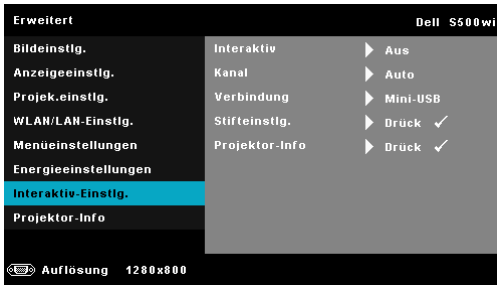 Erweitert Dell S500wi
Bildeinstlg.
Anzeigeeinstlg.
Projek.einstlg.
WLAN/LAN-Einstlg.
Menüeinstellungen
Energieeinstellungen
Interaktiv-Einstlg.
Projektor-Info
Interaktiv Aus
Kanal Auto
Verbindung Mini-USB
Stifteinstlg. Drück ✓
Projektor-Info Drück ✓
Auflösung 1280x800